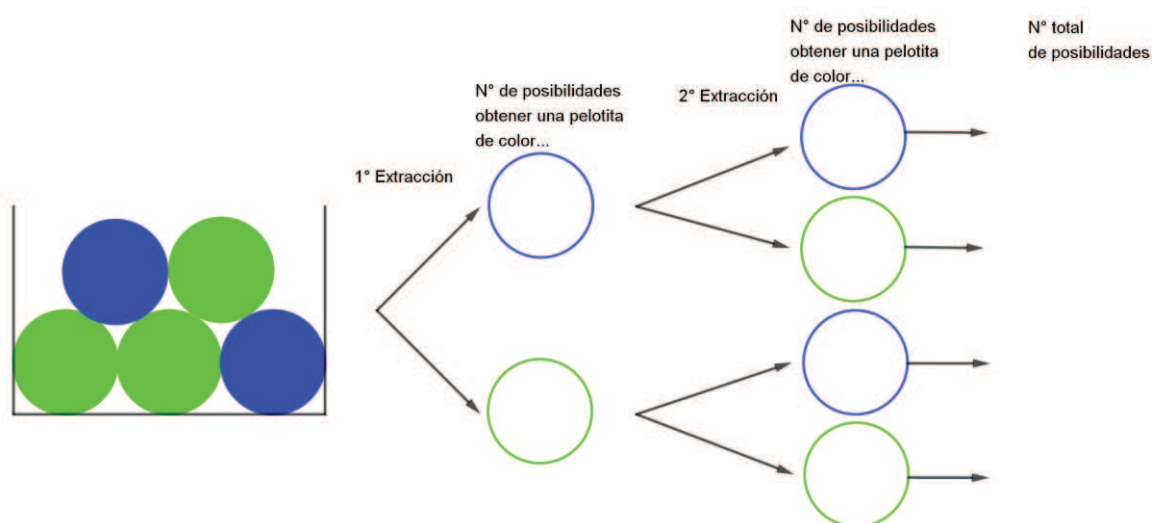 N° de posibilidades
obtener una pelotita
de color...
N° total
de posibilidades
N° de posibilidades
obtener una pelotita
de color...
2° Extracción
1° Extracción